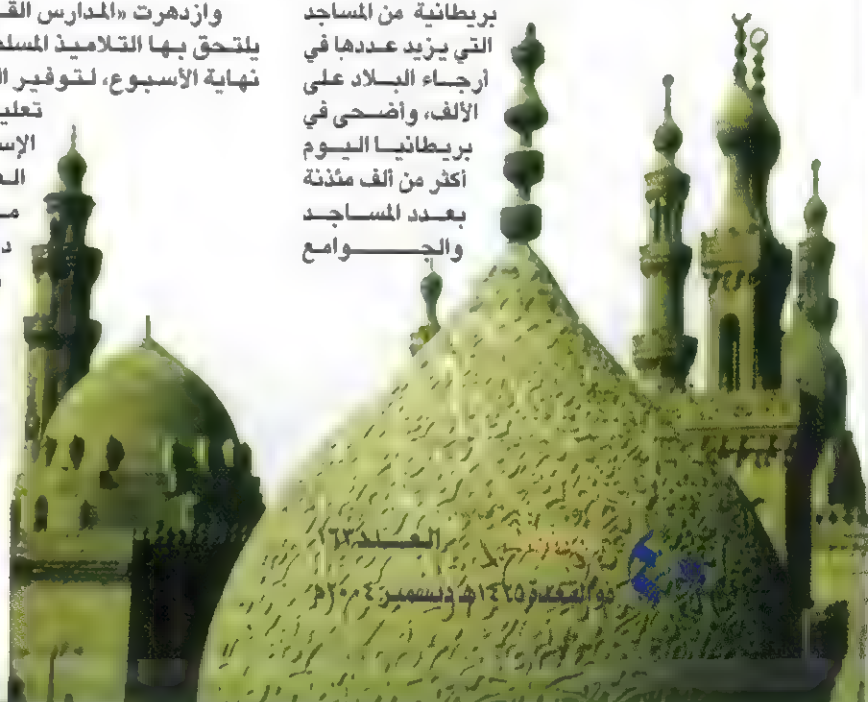 بريطانية من المساجد
التي يزيد عددها في
أرجاء البلاد على
الألف، وأضحى في
بريطانيا اليوم
أكثر من ألف مئذنة
بعدد المساجد
والجوامع
وازدهرت «المدارس
يلتحق بها التلاميذ
نهاية الأسبوع، لتوفير
العدد ١٦٣
ذو القعدة ١٤٢٥هـ ديسمبر ٢٠٠٤م